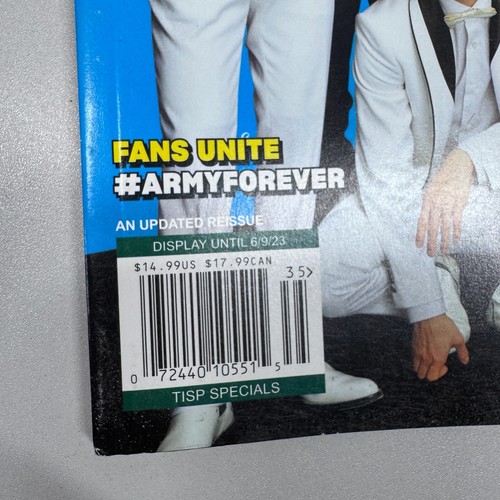 FANS UNITE
#ARMYFOREVER
AN UPDATED REISSUE
DISPLAY UNTIL 6/9/23
$14.99US $17.99CAN
35>
0 72440 10551 5
TISP SPECIALS